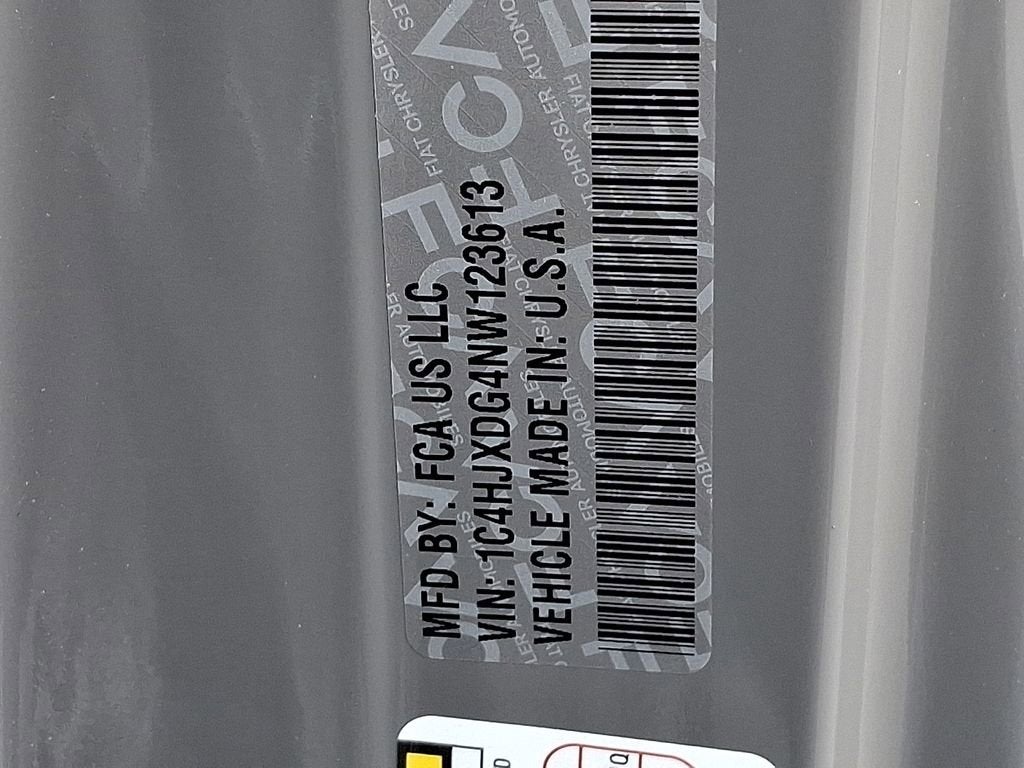 MFD BY: FCA US LLC
VIN: 1C4HJXDG4NW123613
VEHICLE MADE IN: U.S.A.